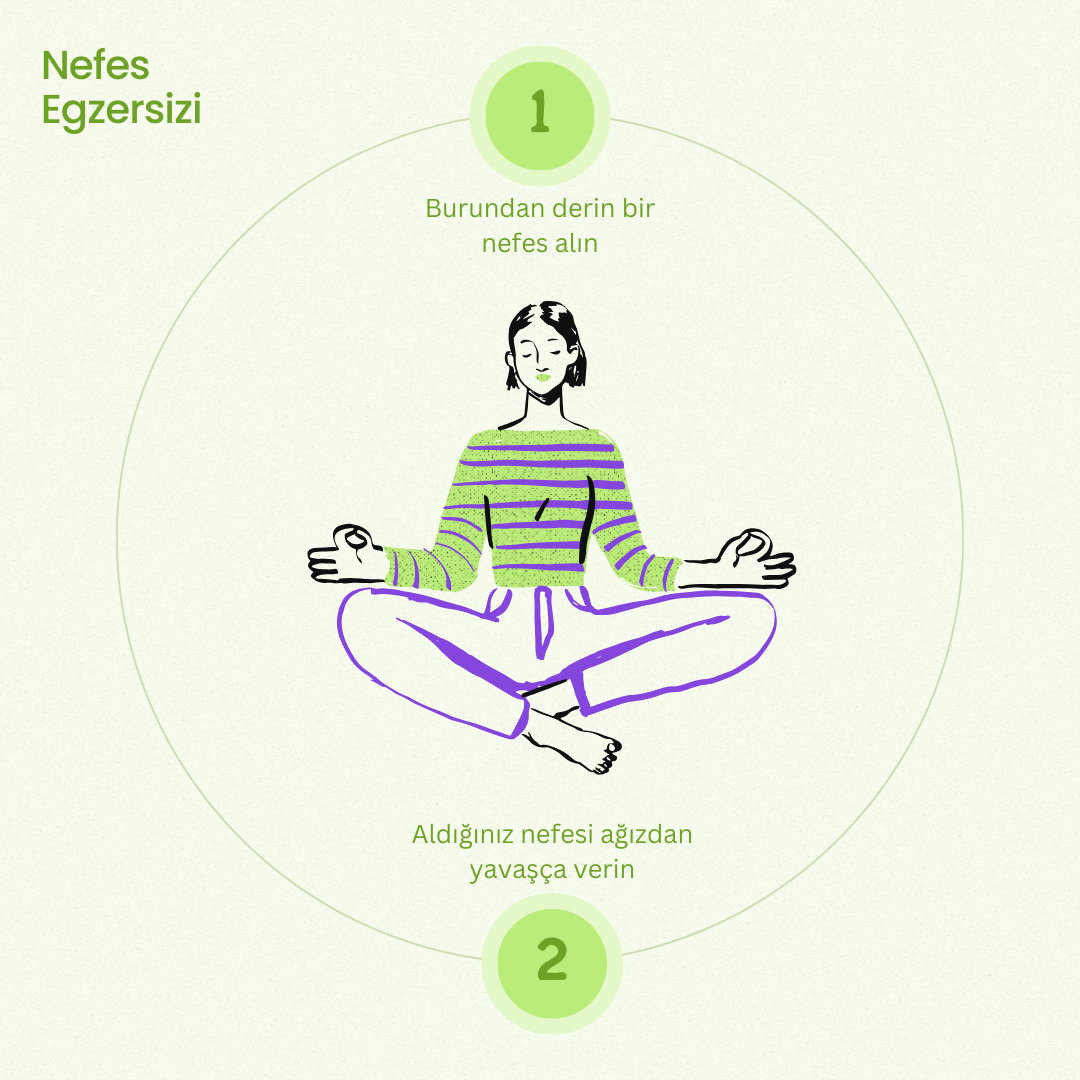 Nefes
Egzersizi
1
Burundan derin bir
nefes alın
Aldığınız nefesi ağızdan
yavaşça verin
2